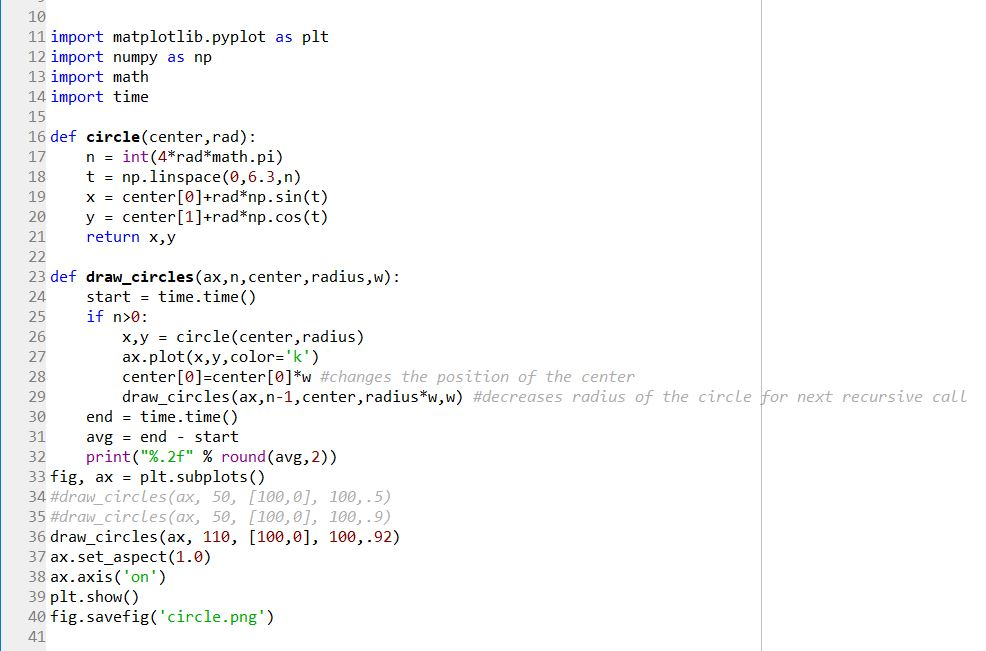 10
11 import matplotlib.pyplot as plt
12 import numpy as np
13 import math
14 import time
15
16 def circle(center,rad):
17     n = int(4*rad*math.pi)
18     t = np.linspace(0,6.3,n)
19     x = center[0]+rad*np.sin(t)
20     y = center[1]+rad*np.cos(t)
21     return x,y
22
23 def draw_circles(ax,n,center,radius,w):
24     start = time.time()
25     if n>0:
26         x,y = circle(center,radius)
27         ax.plot(x,y,color='k')
28         center[0]=center[0]*w #changes the position of the center
29         draw_circles(ax,n-1,center,radius*w,w) #decreases radius of the circle for next recursive call
30     end = time.time()
31     avg = end - start
32     print("%.2f" % round(avg,2))
33 fig, ax = plt.subplots()
34 #draw_circles(ax, 50, [100,0], 100,.5)
35 #draw_circles(ax, 50, [100,0], 100,.9)
36 draw_circles(ax, 110, [100,0], 100,.92)
37 ax.set_aspect(1.0)
38 ax.axis('on')
39 plt.show()
40 fig.savefig('circle.png')
41